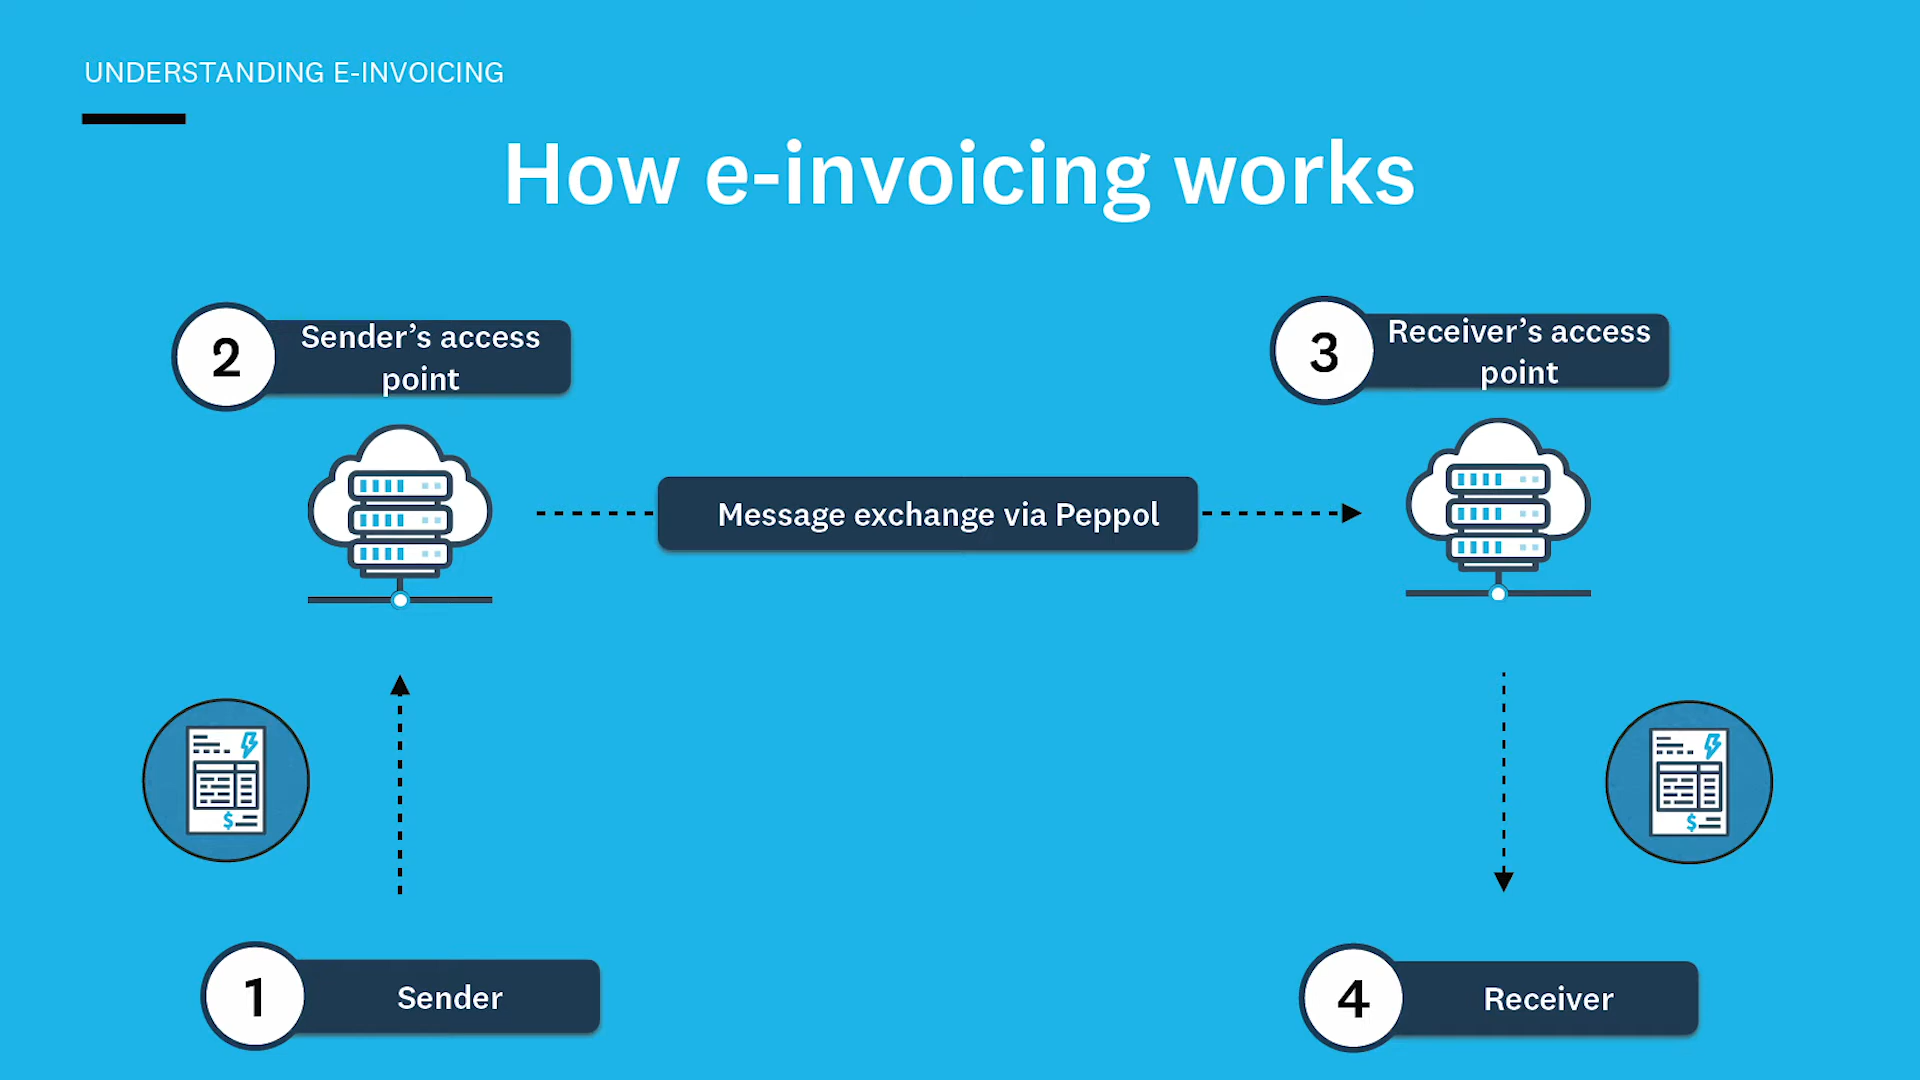 UNDERSTANDING E-INVOICING
How e-invoicing works
2
Sender’s access
point
3
Receiver’s access
point
Message exchange via Peppol
$
$
1
Sender
4
Receiver